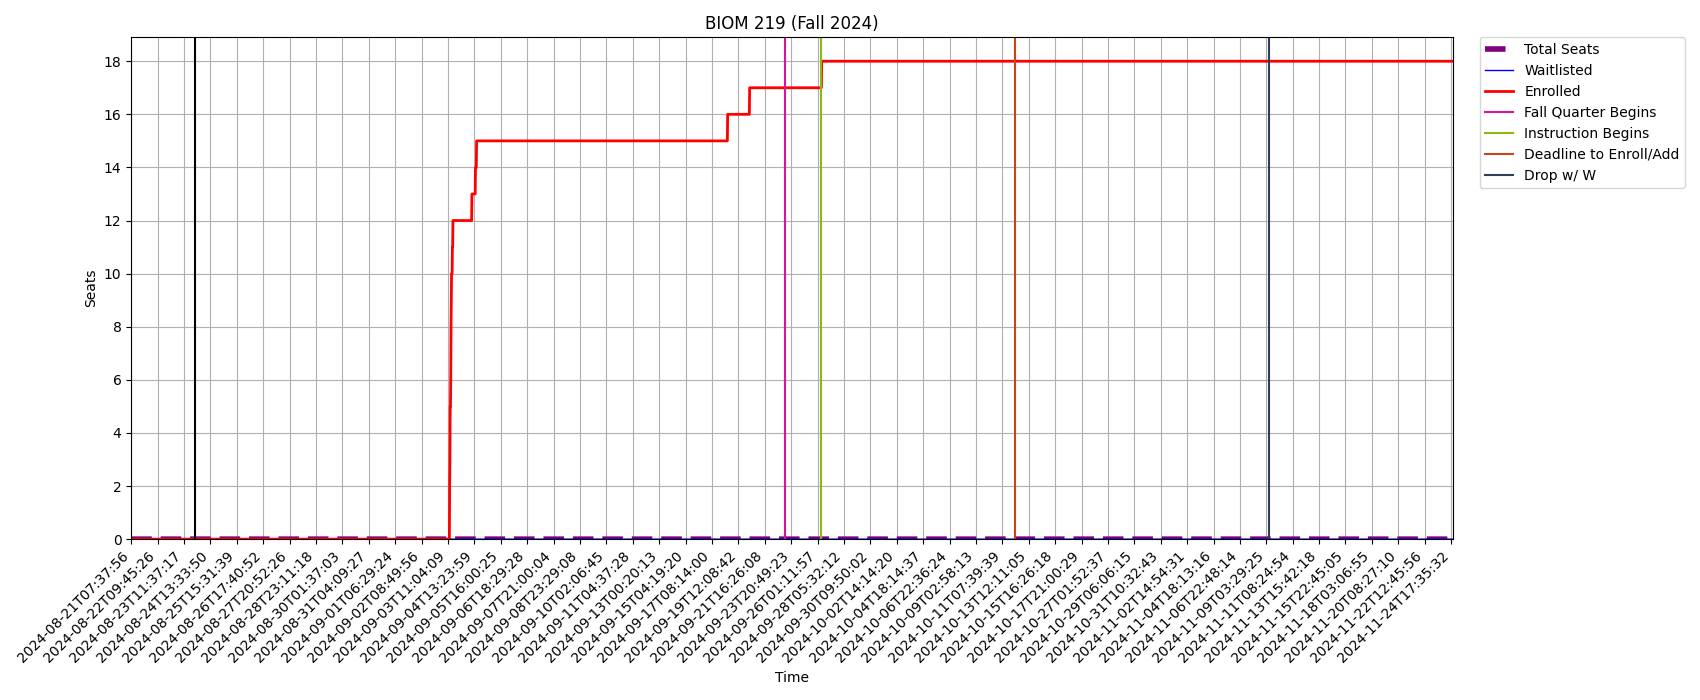 BIOM 219 (Fall 2024)
Total Seats
Waitlisted
Enrolled
Fall Quarter Begins
Instruction Begins
Deadline to Enroll/Add
Drop w/ W
Seats
18
16
14
12
10
8
6
4
2
0
2024-08-21T07:37:56
2024-08-22T09:45:26
2024-08-23T11:37:17
2024-08-24T13:33:50
2024-08-25T15:31:39
2024-08-26T17:40:52
2024-08-27T20:52:26
2024-08-28T23:11:18
2024-08-30T01:37:03
2024-08-31T04:09:27
2024-09-01T06:29:24
2024-09-02T08:49:56
2024-09-03T11:04:09
2024-09-04T13:23:59
2024-09-05T16:00:25
2024-09-06T18:29:28
2024-09-07T21:00:04
2024-09-08T23:29:08
2024-09-10T02:06:45
2024-09-11T04:37:28
2024-09-13T00:20:13
2024-09-15T04:19:20
2024-09-17T08:14:00
2024-09-19T12:08:42
2024-09-21T16:26:08
2024-09-23T20:49:23
2024-09-26T01:11:57
2024-09-28T05:32:12
2024-09-30T09:50:02
2024-10-02T14:14:20
2024-10-04T18:14:37
2024-10-06T22:36:24
2024-10-09T02:58:13
2024-10-11T07:39:39
2024-10-13T12:11:05
2024-10-15T16:26:18
2024-10-17T21:00:29
2024-10-27T01:52:37
2024-10-29T06:06:15
2024-10-31T10:32:43
2024-11-02T14:54:31
2024-11-04T18:13:16
2024-11-06T22:48:14
2024-11-09T03:29:25
2024-11-11T08:24:54
2024-11-13T15:42:18
2024-11-15T22:45:05
2024-11-18T03:06:55
2024-11-20T08:27:10
2024-11-22T12:45:56
2024-11-24T17:35:32
Time